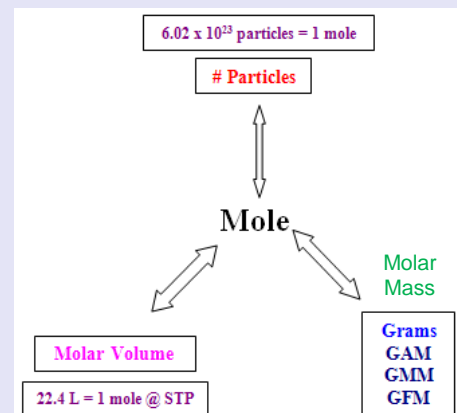 6.02 x 10²³ particles = 1 mole
# Particles
Mole
Molar
Mass
Molar Volume
22.4 L = 1 mole @ STP
Grams
GAM
GMM
GFM